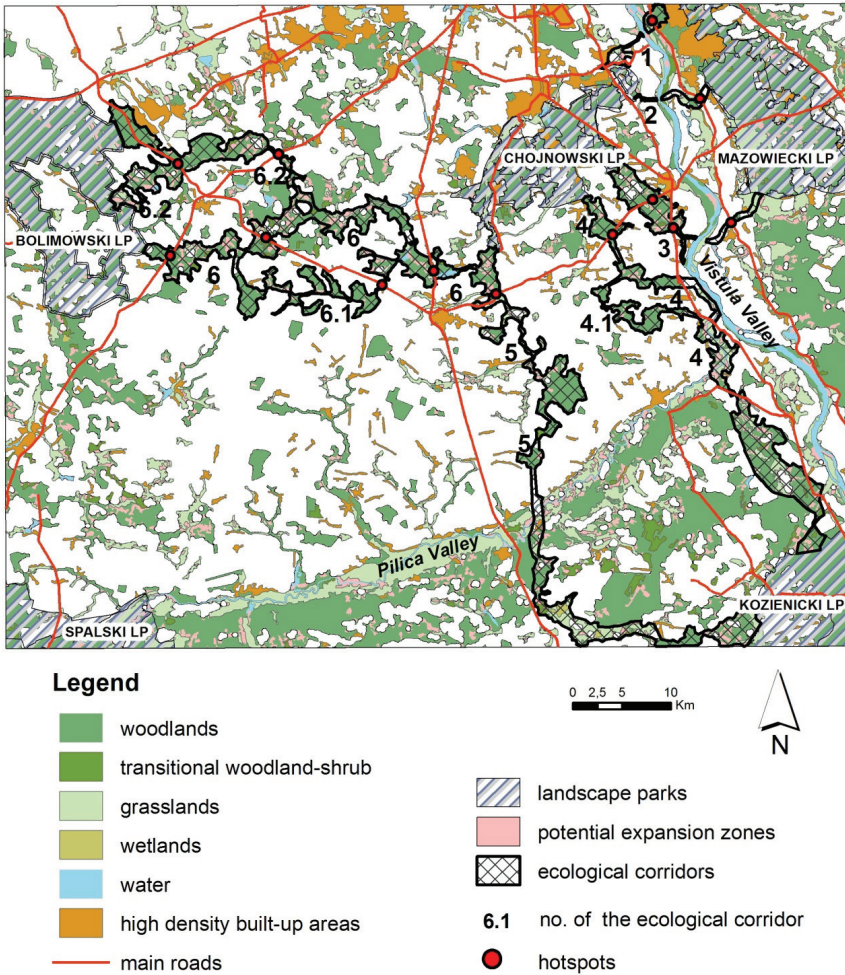 1
2
CHOJNOWSKI LP
MAZOWIECKI LP
6.2
6.2
BOLIMOWSKI LP
6
4
3
Vistula Valley
6
6
6.1
4
4.1
5
4
5
Pilica Valley
KOZIENICKI LP
SPALSKI LP
Legend
woodlands
transitional woodland-shrub
grasslands
wetlands
water
high density built-up areas
main roads
0 2,5 5 10
Km
N
landscape parks
potential expansion zones
ecological corridors
6.1 no. of the ecological corridor
hotspots